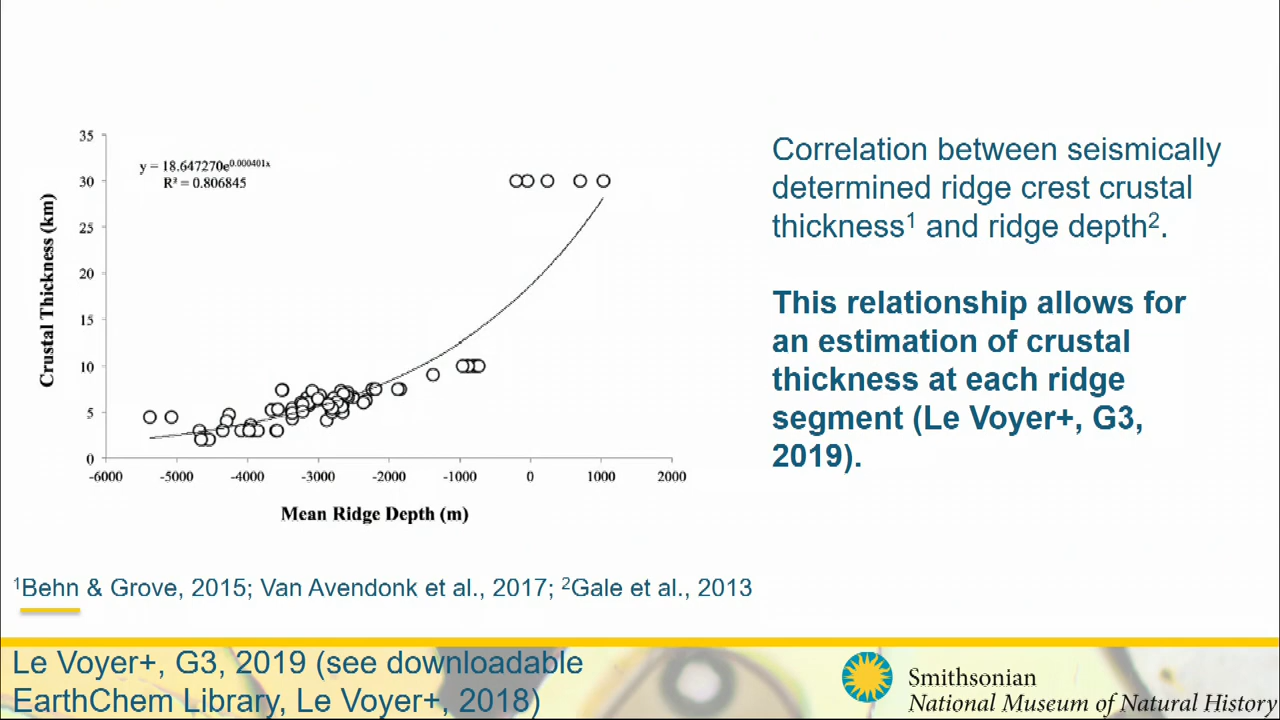 35
y = 18.647270e0.000401x
R² = 0.806845
30
25
20
15
10
5
0
Crustal Thickness (km)
-6000 -5000 -4000 -3000 -2000 -1000 0 1000 2000
Mean Ridge Depth (m)
Correlation between seismically
determined ridge crest crustal
thickness¹ and ridge depth².
This relationship allows for
an estimation of crustal
thickness at each ridge
segment (Le Voyer+, G3,
2019).
¹Behn & Grove, 2015; Van Avendonk et al., 2017; ²Gale et al., 2013
Le Voyer+, G3, 2019 (see downloadable
EarthChem Library, Le Voyer+, 2018)
Smithsonian
National Museum of Natural History